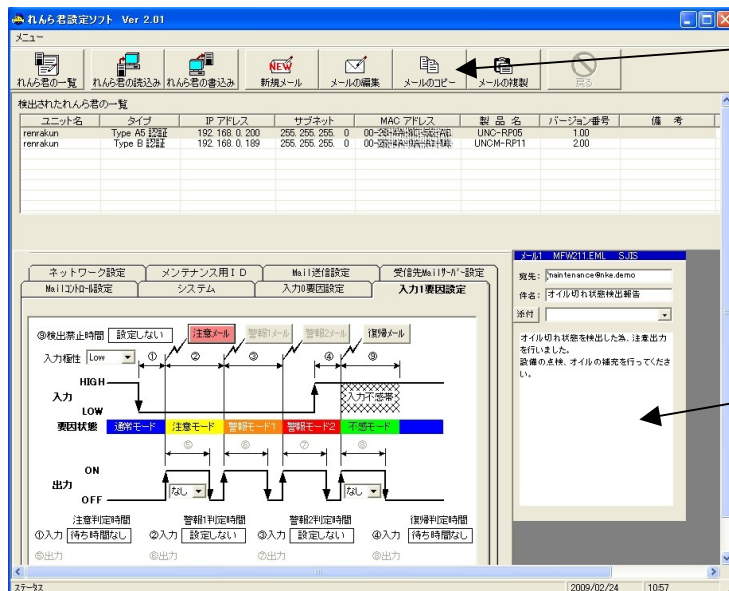 れんら君設定ソフト Ver 2.01
メニュー
れんら君の一覧 れんら君の読込み れんら君の書込み 新規メール メールの編集 メールのコピー メールの複製 戻る
検出されたれんら君の一覧
ユニット名 タイプ IP アドレス サブネット MAC アドレス 製 品 名 バージョン番号 備 考
renrakun Type A5 認証 192.168. 0.200 255.255.255. 0 UNC-RP05 1.00
renrakun Type B 認証 192.168. 0.189 255.255.255. 0 UNCM-RP11 2.00
ネットワーク設定 メンテナンス用ID Mail送信設定 受信先Mailサーバー設定
Mailコントロール設定 システム 入力0要因設定 入力1要因設定
⑨検出禁止時間 設定しない 注意メール 警報1メール 警報2メール 復帰メール
入力極性 Low ① ② ③ ④ ⑨
HIGH
入力
LOW
入力不感帯
要因状態 通常モード 注意モード 警報モード1 警報モード2 不感モード
⑤ ⑥ ⑦ ⑧
ON
出力
OFF
なし なし
注意判定時間 警報1判定時間 警報2判定時間 復帰判定時間
①入力 待ち時間なし ②入力 設定しない ③入力 設定しない ④入力 待ち時間なし
⑤出力 ⑥出力 ⑦出力 ⑧出力
メール1 MFW211.EML SJIS
宛先: maintenance@nke.demo
件名: オイル切れ状態検出報告
添付
オイル切れ状態を検出した為、注意出力
を行いました。
設備の点検、オイルの補充を行ってくださ
い。
ステータス 2009/02/24 10:57